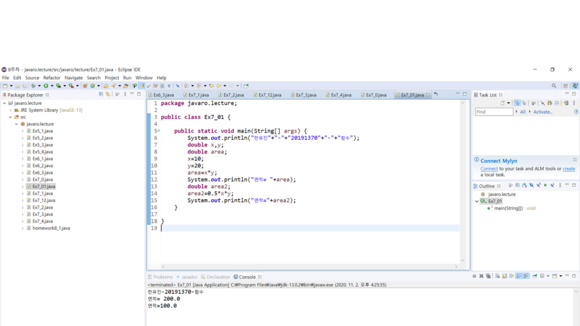 8주차 - javaro.lecture/src/javaro/lecture/Ex7_01.java - Eclipse IDE
File Edit Source Refactor Navigate Search Project Run Window Help
Package Explorer
javaro.lecture
JRE System Library [JavaSE-13]
src
javaro.lecture
Ex5_1.java
Ex5_2.java
Ex5_3.java
Ex5_4.java
Ex6_1.java
Ex6_2.java
Ex6_3.java
Ex7_0.java
Ex7_01.java
Ex7_1.java
Ex7_12.java
Ex7_2.java
Ex7_3.java
Ex7_4.java
homework8_1.java
Ex6_3.java Ex7_1.java Ex7_2.java Ex7_12.java Ex7_3.java Ex7_4.java Ex7_0.java Ex7_01.java
1 package javaro.lecture;
2
3 public class Ex7_01 {
4
5 public static void main(String[] args) {
6 System.out.println("한유진"+"-"+"20191370"+"-"+"함수");
7 double x,y;
8 double area;
9 x=10;
10 y=20;
11 area=x*y;
12 System.out.println("면적= "+area);
13 double area2;
14 area2=0.5*x*y;
15 System.out.println("면적="+area2);
16 }
17
18 }
19
Task List
Find All Activate...
Connect Mylyn
Connect to your task and ALM tools or create
a local task.
Outline
javaro.lecture
Ex7_01
main(String[]) : void
Problems Javadoc Declaration Console
<terminated> Ex7_01 [Java Application] C:\Program Files\Java\jdk-13.0.2\bin\javaw.exe (2020. 11. 2. 오후 4:29:35)
한유진-20191370-함수
면적= 200.0
면적=100.0